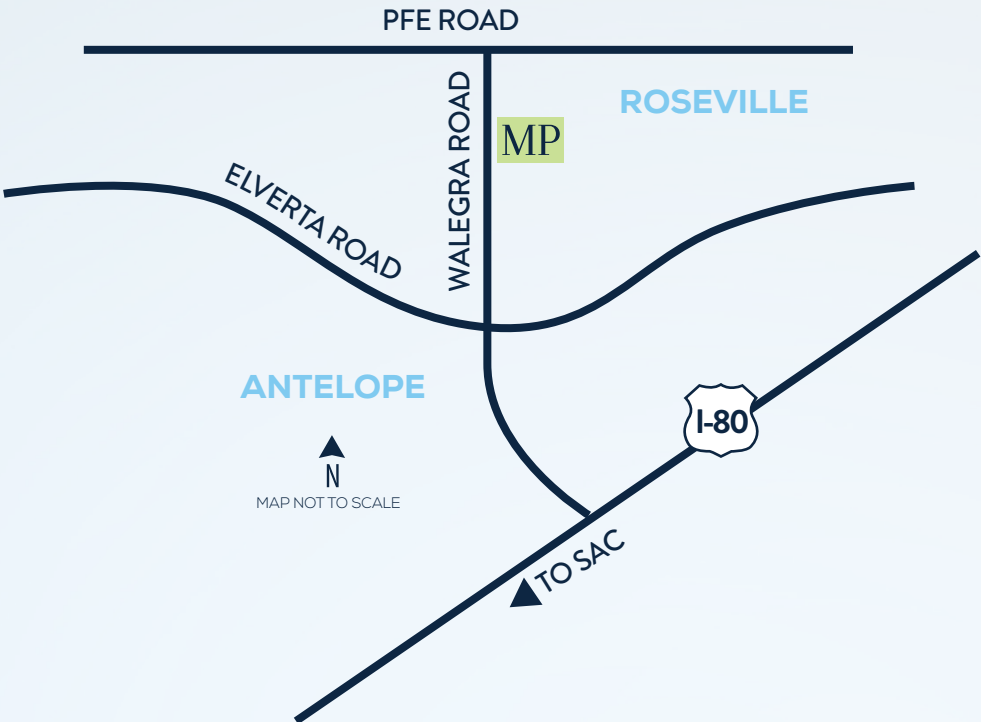 PFE ROAD
ROSEVILLE
WALEGRA ROAD
MP
ELVERTA ROAD
ANTELOPE
I-80
N
MAP NOT TO SCALE
TO SAC